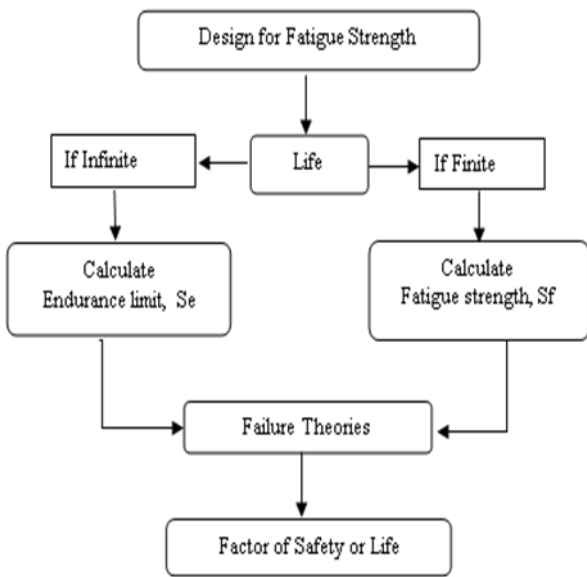 Design for Fatigue Strength
If Infinite
Life
If Finite
Calculate
Endurance limit, Se
Calculate
Fatigue strength, Sf
Failure Theories
Factor of Safety or Life